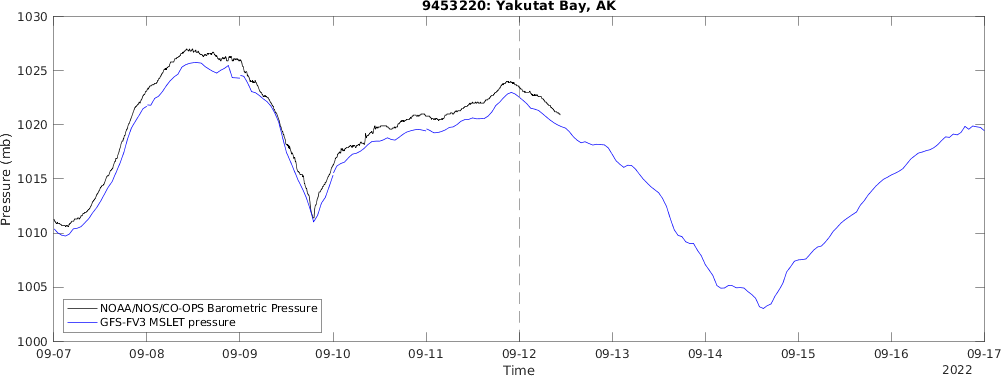 9453220: Yakutat Bay, AK
Pressure (mb)
1030
1025
1020
1015
1010
1005
1000
NOAA/NOS/CO-OPS Barometric Pressure
GFS-FV3 MSLET pressure
09-07 09-08 09-09 09-10 09-11 09-12 09-13 09-14 09-15 09-16 09-17
Time
2022